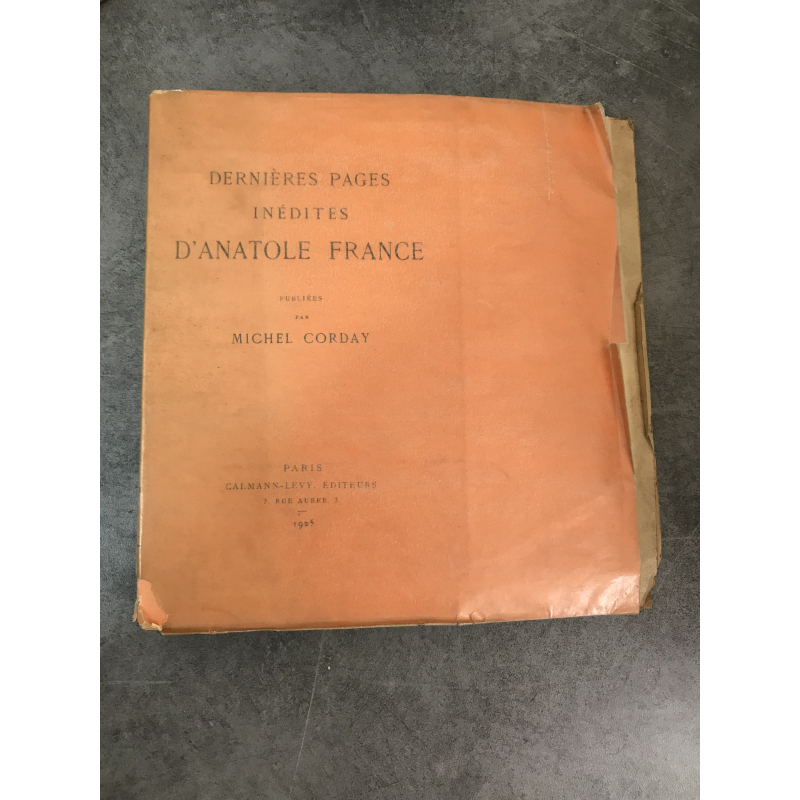 DERNIÈRES PAGES
INÉDITES
D'ANATOLE FRANCE
PUBLIÉES
PAR
MICHEL CORDAY
PARIS
CALMANN-LÉVY, ÉDITEURS
3, RUE AUBER, 3
1925